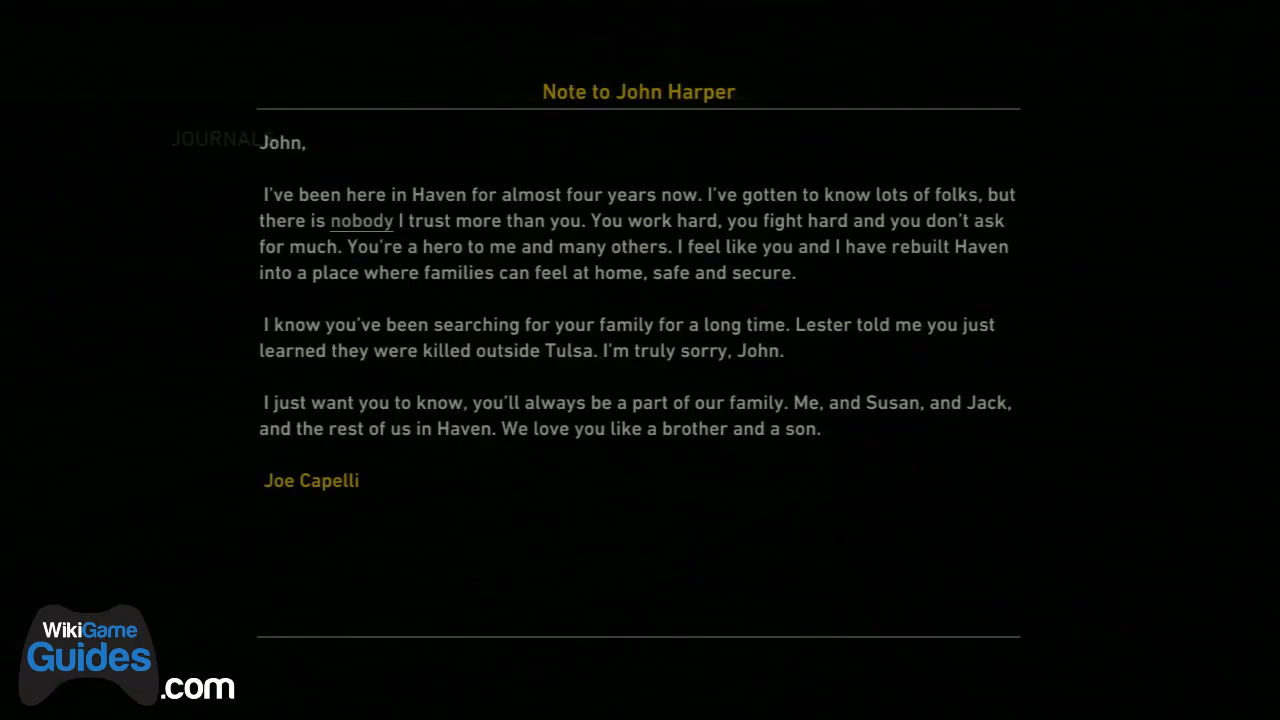 Note to John Harper
JOURNALS
John,
I've been here in Haven for almost four years now. I've gotten to know lots of folks, but
there is nobody I trust more than you. You work hard, you fight hard and you don't ask
for much. You're a hero to me and many others. I feel like you and I have rebuilt Haven
into a place where families can feel at home, safe and secure.
I know you've been searching for your family for a long time. Lester told me you just
learned they were killed outside Tulsa. I'm truly sorry, John.
I just want you to know, you'll always be a part of our family. Me, and Susan, and Jack,
and the rest of us in Haven. We love you like a brother and a son.
Joe Capelli
WikiGame
Guides
.com